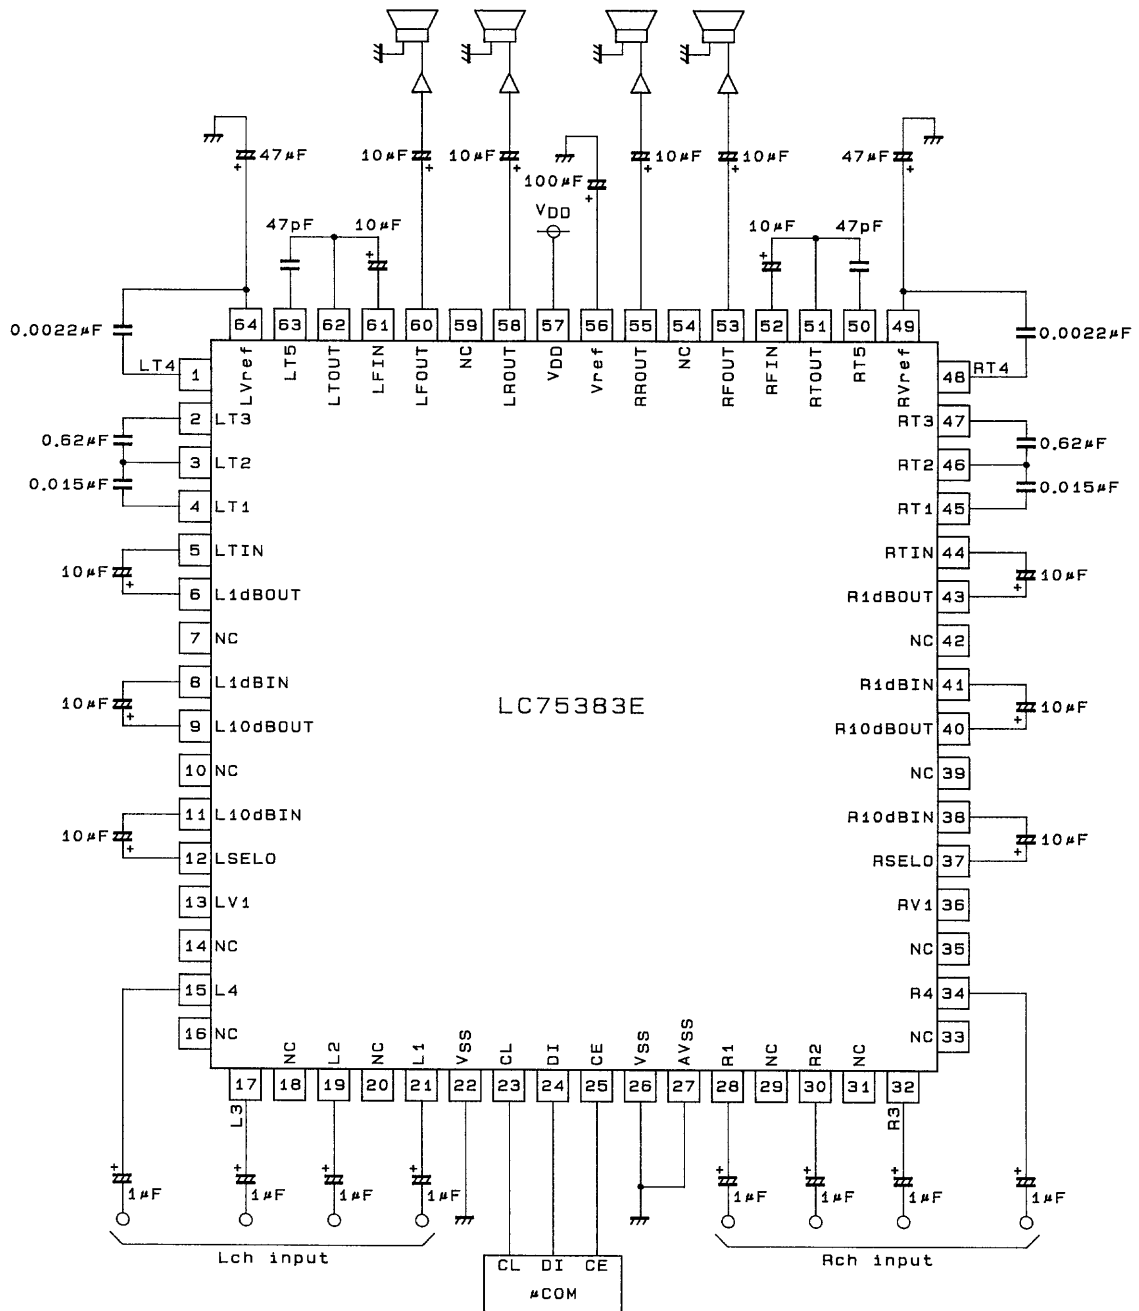 47μF
10μF
10μF
100μF
10μF
10μF
47μF
VDD
47pF
10μF
10μF
47pF
0.0022μF
64
63
62
61
60
59
58
57
56
55
54
53
52
51
50
49
0.0022μF
LVref
LT5
LTOUT
LFIN
LFOUT
NC
LROUT
VDD
Vref
RROUT
NC
RFOUT
RFIN
RTOUT
RT5
RVref
LT4
1
48
RT4
2
LT3
RT3
47
0.62μF
0.62μF
3
LT2
RT2
46
0.015μF
0.015μF
4
LT1
RT1
45
5
LTIN
RTIN
44
10μF
10μF
6
L1dBOUT
R1dBOUT
43
7
NC
NC
42
8
L1dBIN
R1dBIN
41
10μF
LC75383E
10μF
9
L10dBOUT
R10dBOUT
40
10
NC
NC
39
11
L10dBIN
R10dBIN
38
10μF
10μF
12
LSELO
RSELO
37
13
LV1
RV1
36
14
NC
NC
35
15
L4
R4
34
16
NC
NC
33
NC
L2
NC
L1
VSS
CL
DI
CE
VSS
AVSS
R1
NC
R2
NC
17
18
19
20
21
22
23
24
25
26
27
28
29
30
31
32
L3
R3
1μF
1μF
1μF
1μF
1μF
1μF
1μF
1μF
Lch input
Rch input
CL DI CE
μCOM